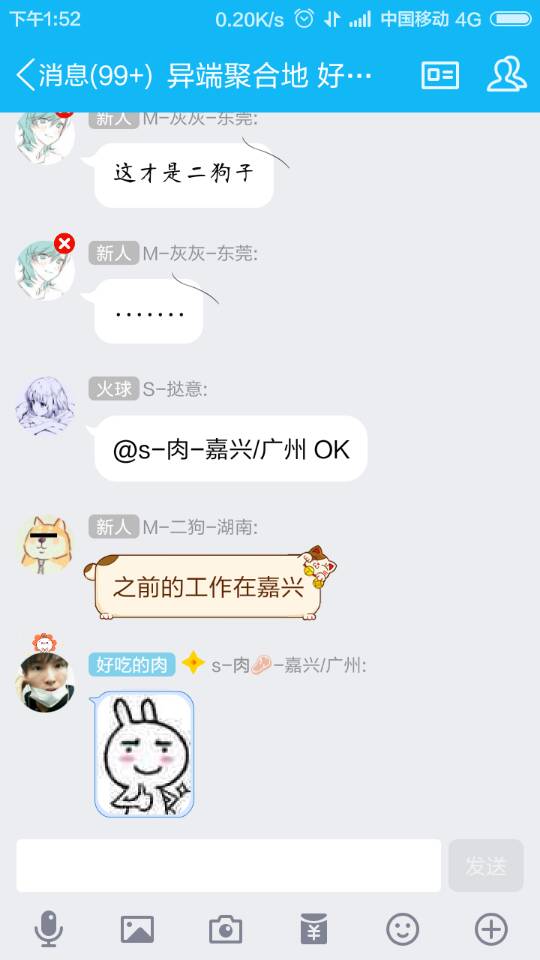 下午1:52
0.20K/s
中国移动 4G
消息(99+) 异端聚合地 好…
新人 M-灰灰-东莞:
这才是二狗子
新人 M-灰灰-东莞:
·······
火球 S-挞意:
@s-肉-嘉兴/广州 OK
新人 M-二狗-湖南:
之前的工作在嘉兴
好吃的肉 s-肉🥩-嘉兴/广州:
发送